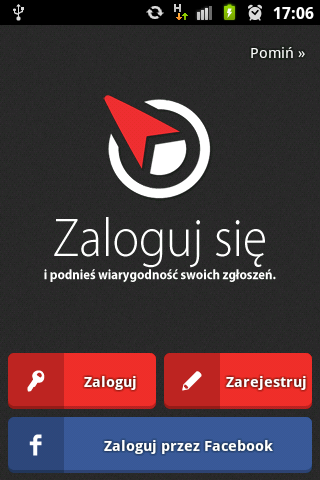 H 17:06
Pomiń »
Zaloguj się
i podnieś wiarygodność swoich zgłoszeń.
Zaloguj Zarejestruj
f Zaloguj przez Facebook